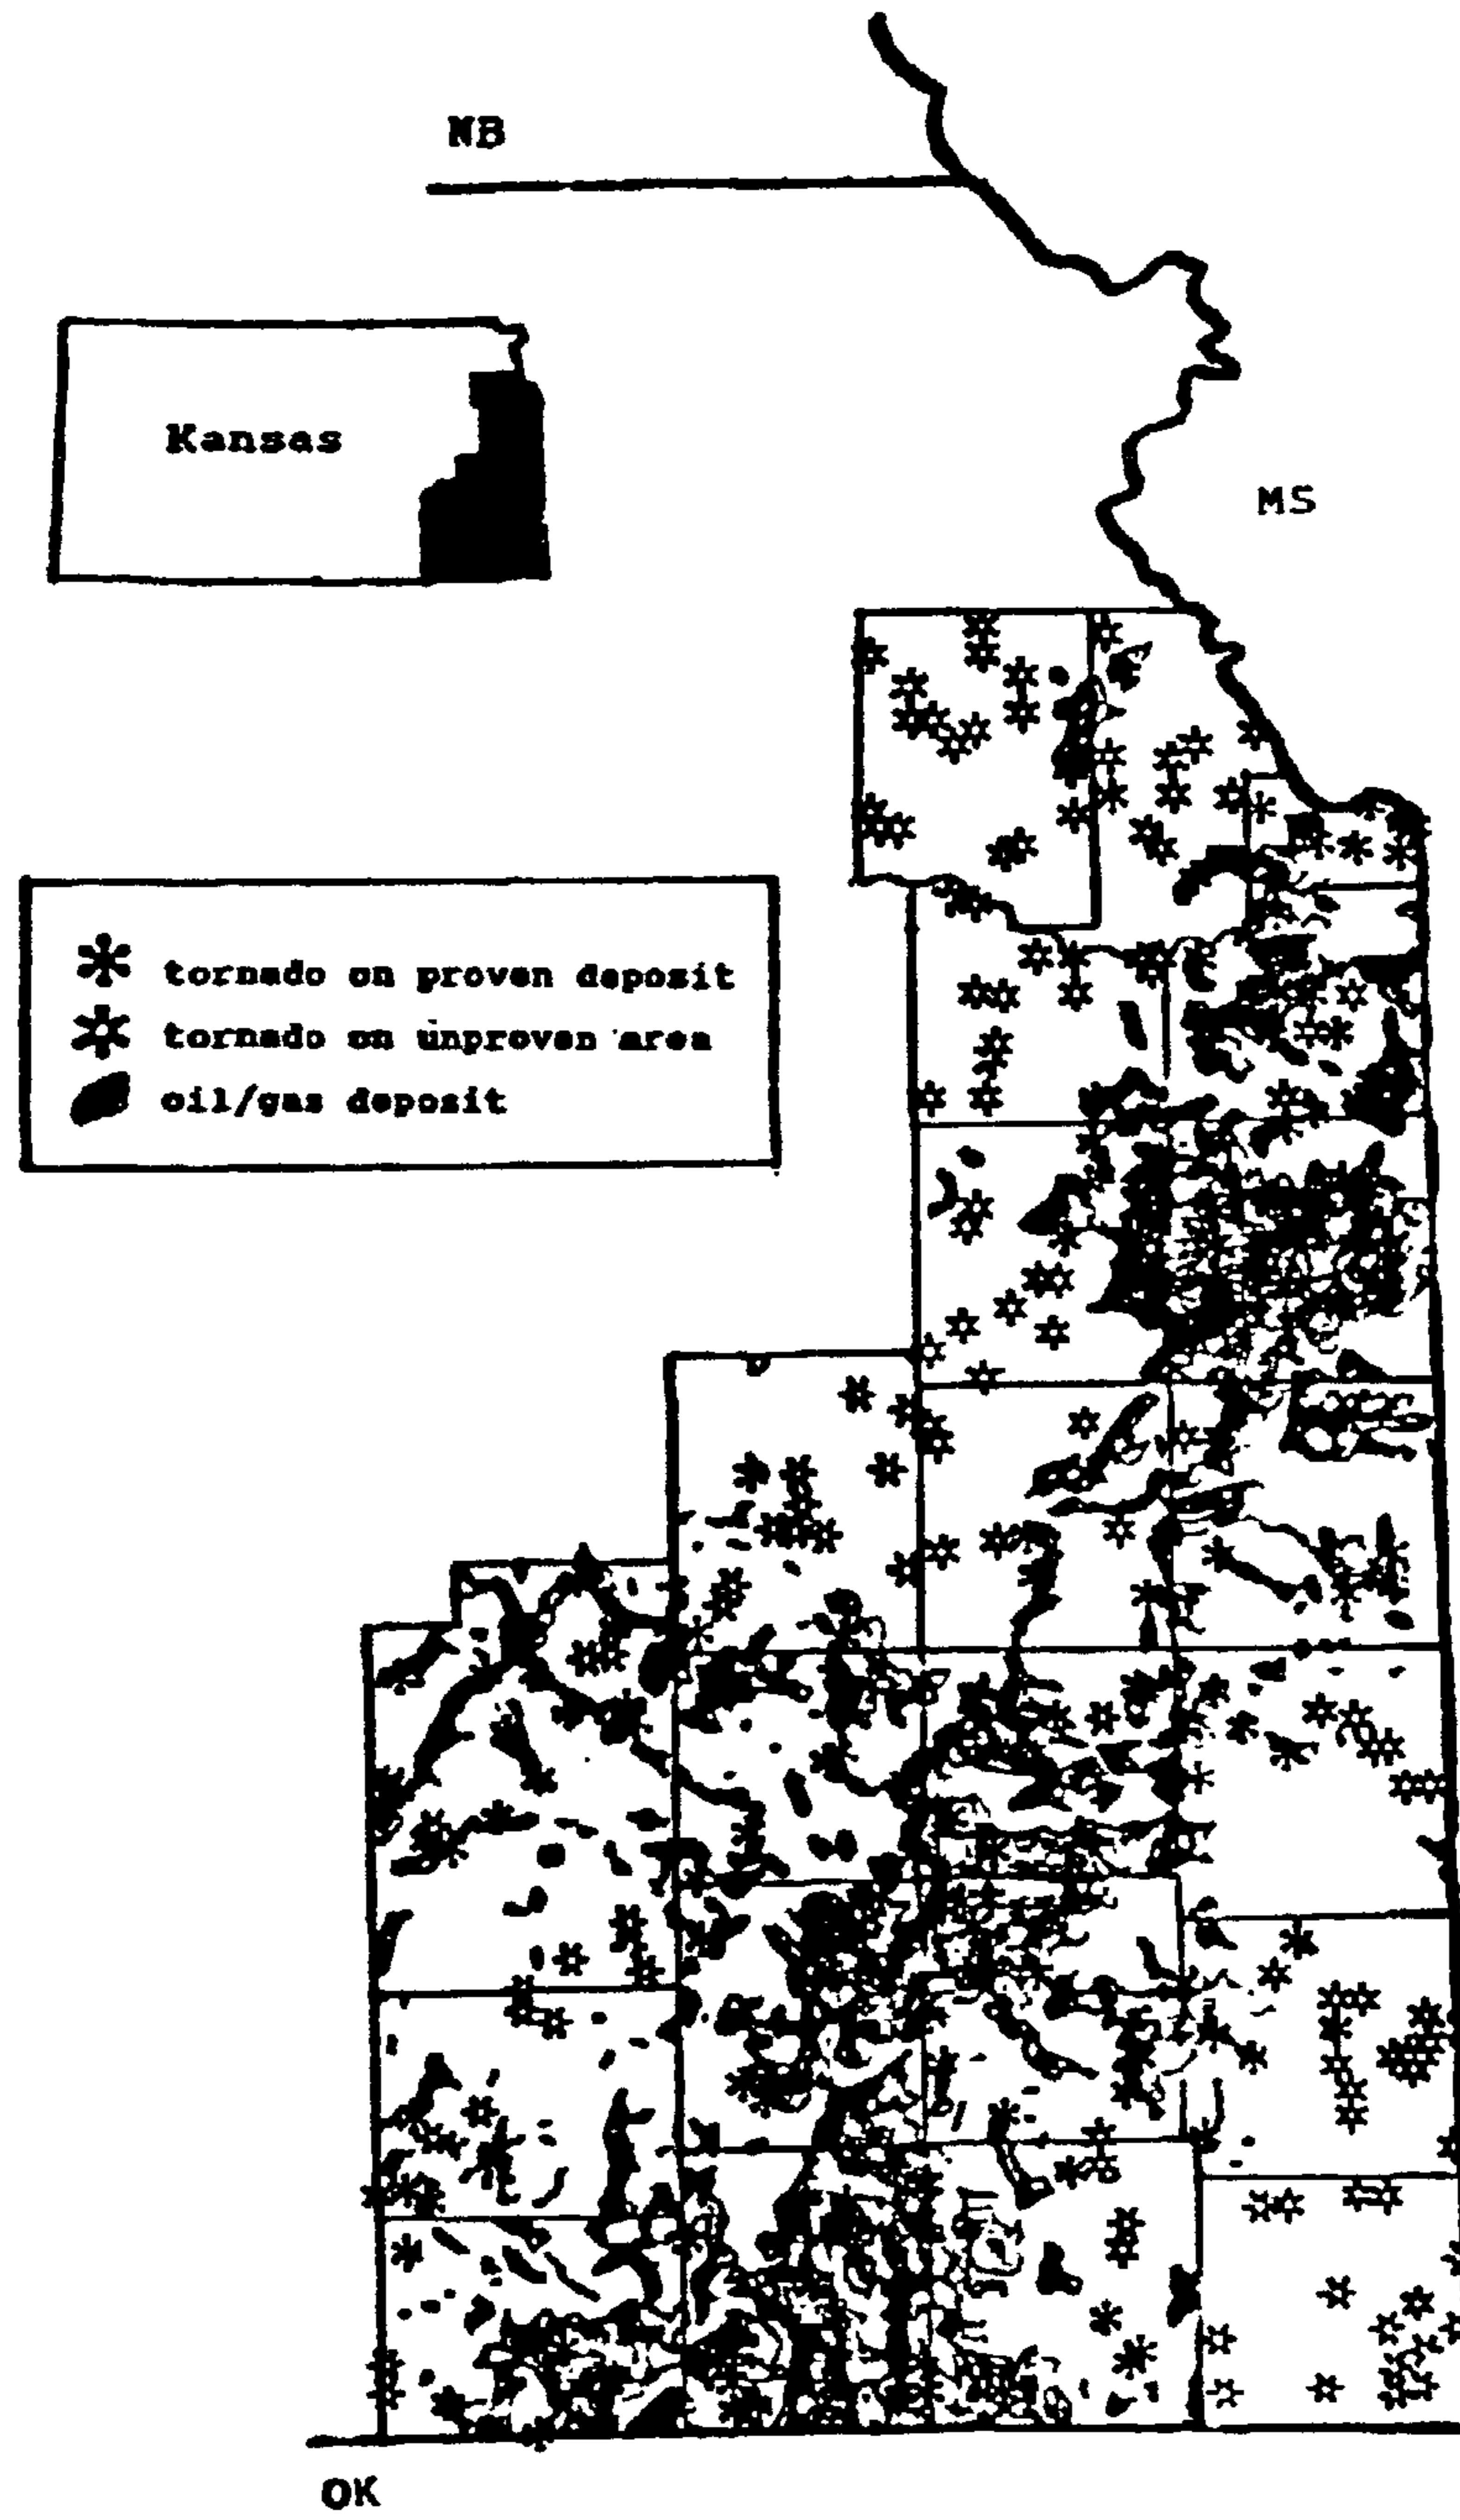 NB
Kansas
MS
tornado on proven deposit
tornado on unproven area
oil/gas deposit
OK